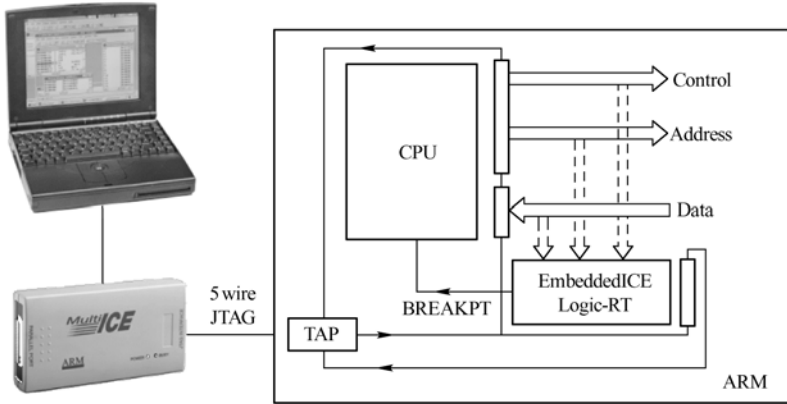 Control
Address
CPU
Data
EmbeddedICE
Logic-RT
BREAKPT
5 wire
JTAG
TAP
Multi ICE
ARM
ARM